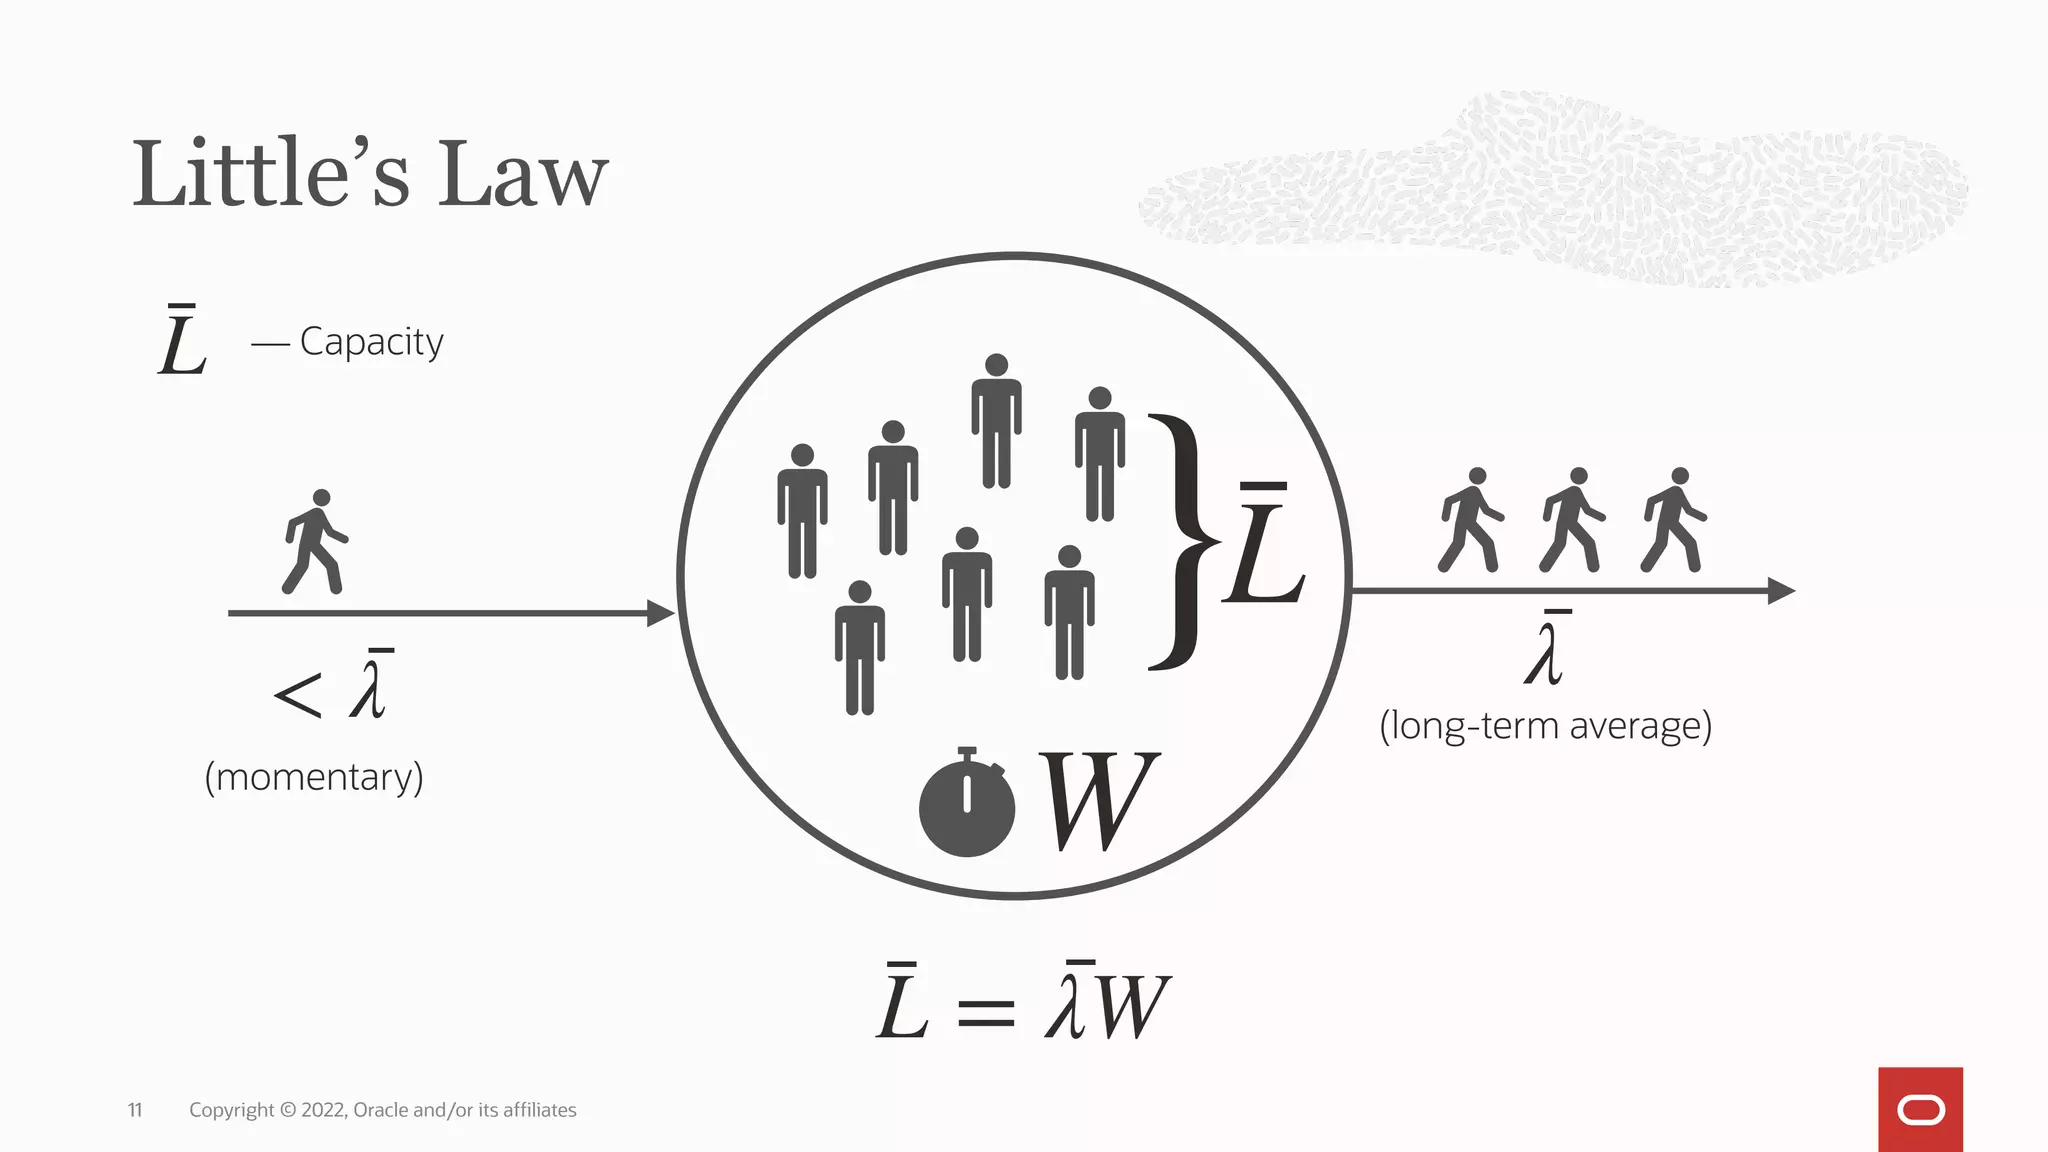 Little’s Law
L̄ — Capacity
} L̄
< λ̄
(momentary)
λ̄
(long-term average)
W
L̄ = λ̄W
11 Copyright © 2022, Oracle and/or its affiliates